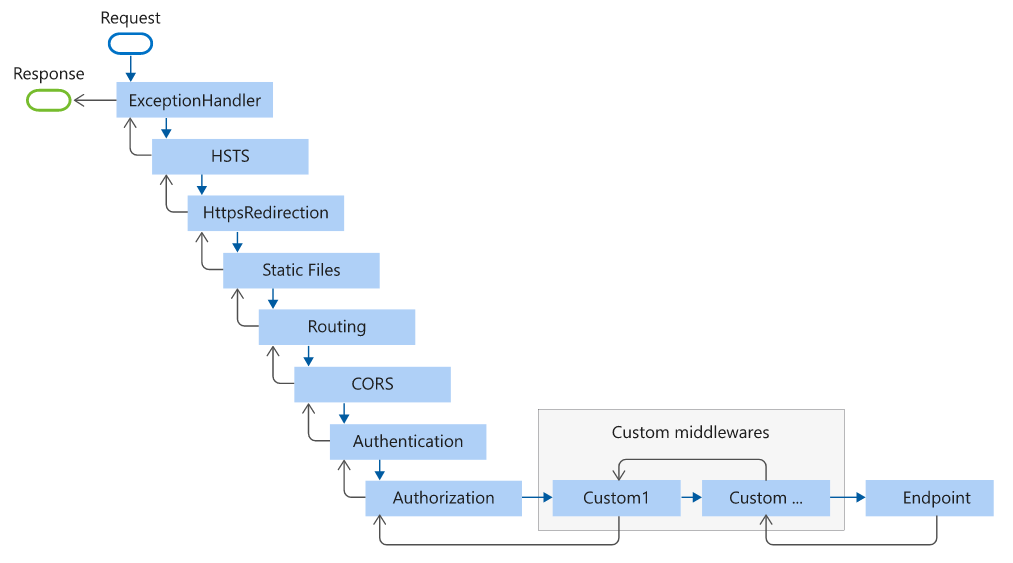 Request
Response
ExceptionHandler
HSTS
HttpsRedirection
Static Files
Routing
CORS
Authentication
Custom middlewares
Authorization
Custom1
Custom ...
Endpoint